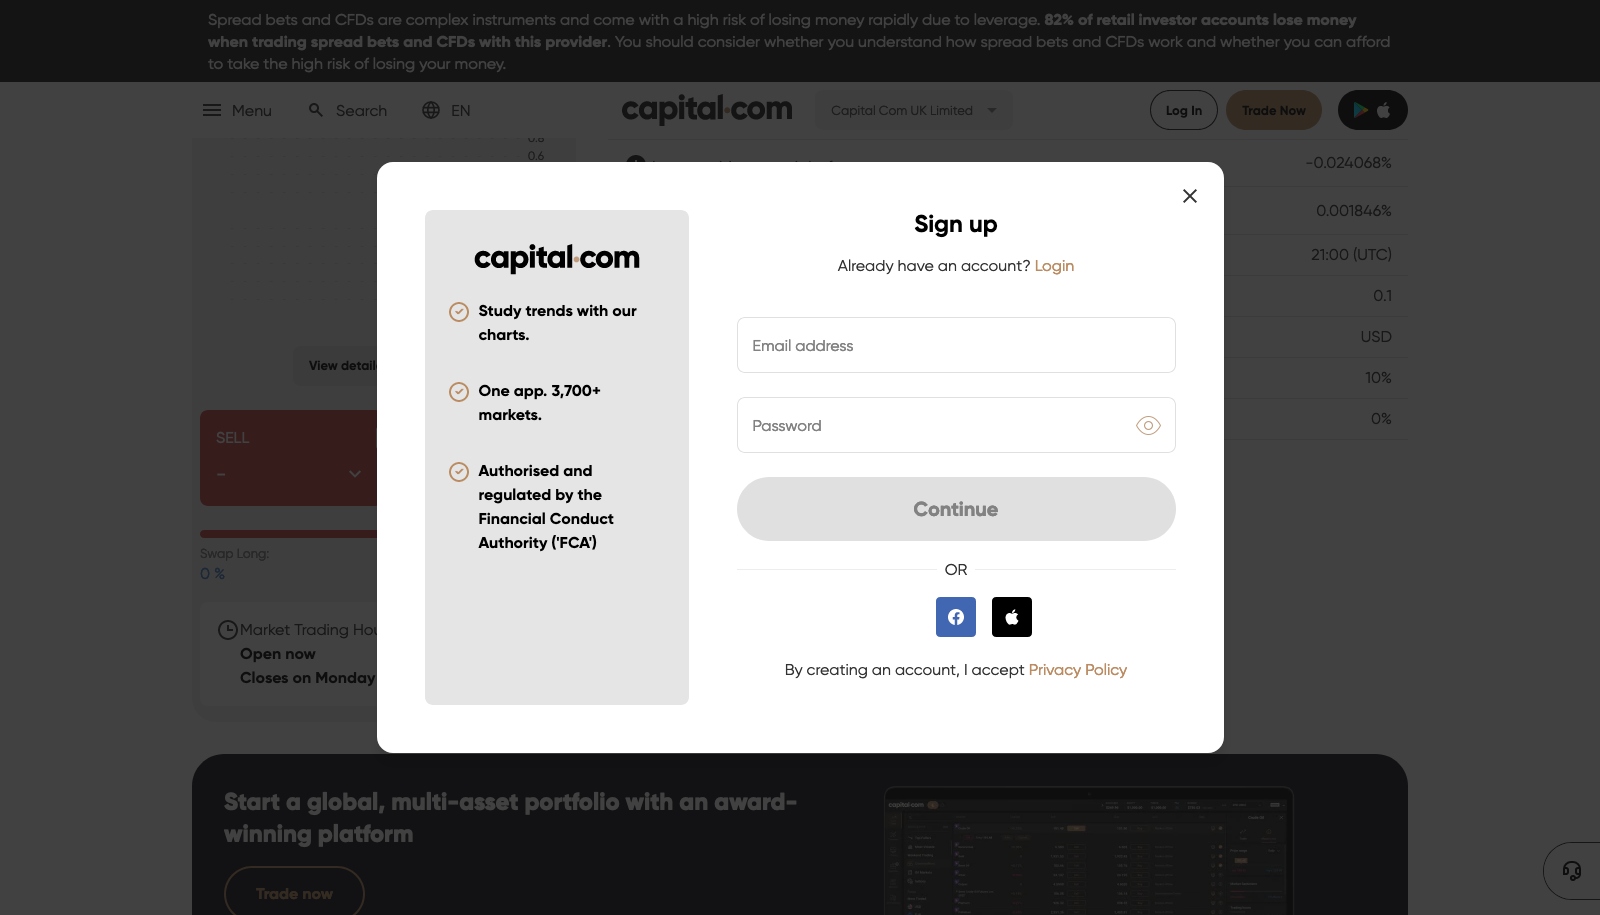 Spread bets and CFDs are complex instruments and come with a high risk of losing money rapidly due to leverage. 82% of retail investor accounts lose money
when trading spread bets and CFDs with this provider. You should consider whether you understand how spread bets and CFDs work and whether you can afford
to take the high risk of losing your money.
Menu
Search
EN
capital.com
Capital Com UK Limited
Log In
Trade Now
0.6
-0.024068%
0.001846%
21:00 (UTC)
0.1
USD
10%
0%
View detail
SELL
-
Swap Long:
0 %
Market Trading Hou
Open now
Closes on Monday
capital.com
Study trends with our
charts.
One app. 3,700+
markets.
Authorised and
regulated by the
Financial Conduct
Authority ('FCA')
Sign up
Already have an account? Login
Email address
Password
Continue
OR
By creating an account, I accept Privacy Policy
Start a global, multi-asset portfolio with an award-
winning platform
Trade now
capital.com